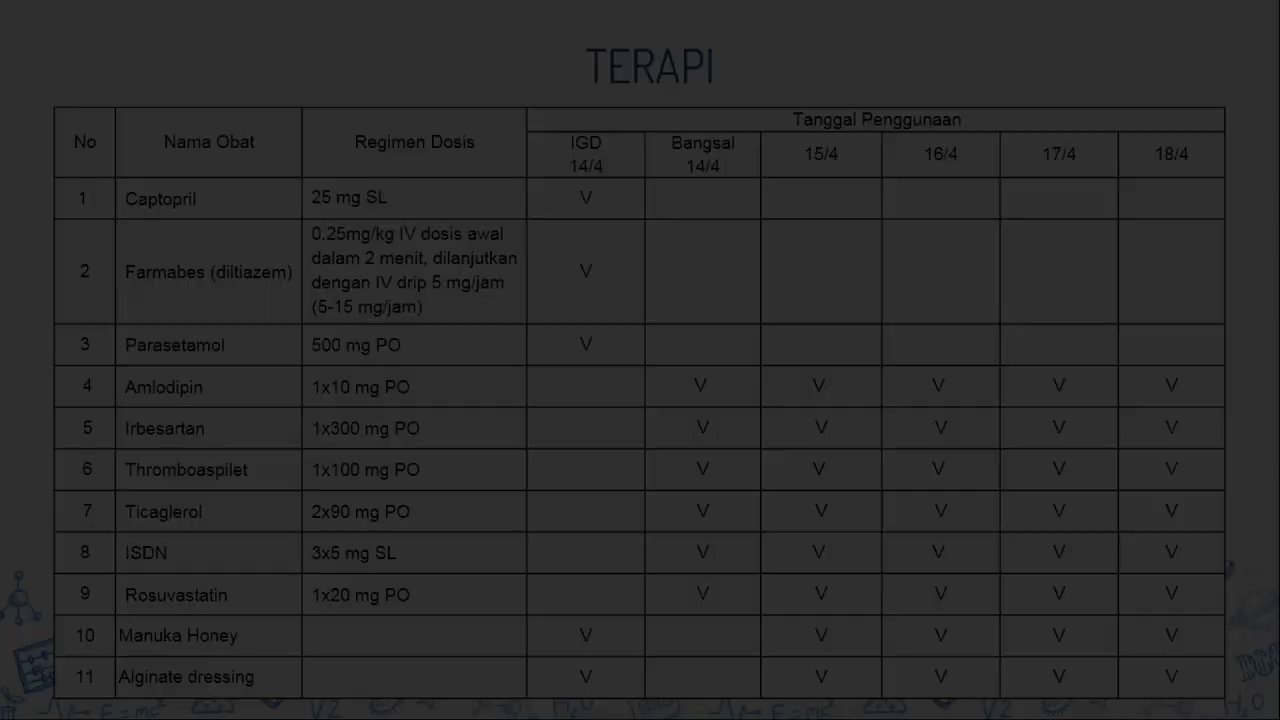 TERAPI
No Nama Obat Regimen Dosis Tanggal Penggunaan
IGD 14/4 Bangsal 14/4 15/4 16/4 17/4 18/4
1 Captopril 25 mg SL V
2 Farmabes (diltiazem) 0.25mg/kg IV dosis awal
dalam 2 menit, dilanjutkan
dengan IV drip 5 mg/jam
(5-15 mg/jam) V
3 Parasetamol 500 mg PO V
4 Amlodipin 1x10 mg PO V V V V V
5 Irbesartan 1x300 mg PO V V V V V
6 Thromboaspilet 1x100 mg PO V V V V V
7 Ticaglerol 2x90 mg PO V V V V V
8 ISDN 3x5 mg SL V V V V V
9 Rosuvastatin 1x20 mg PO V V V V V
10 Manuka Honey V V V V V
11 Alginate dressing V V V V V